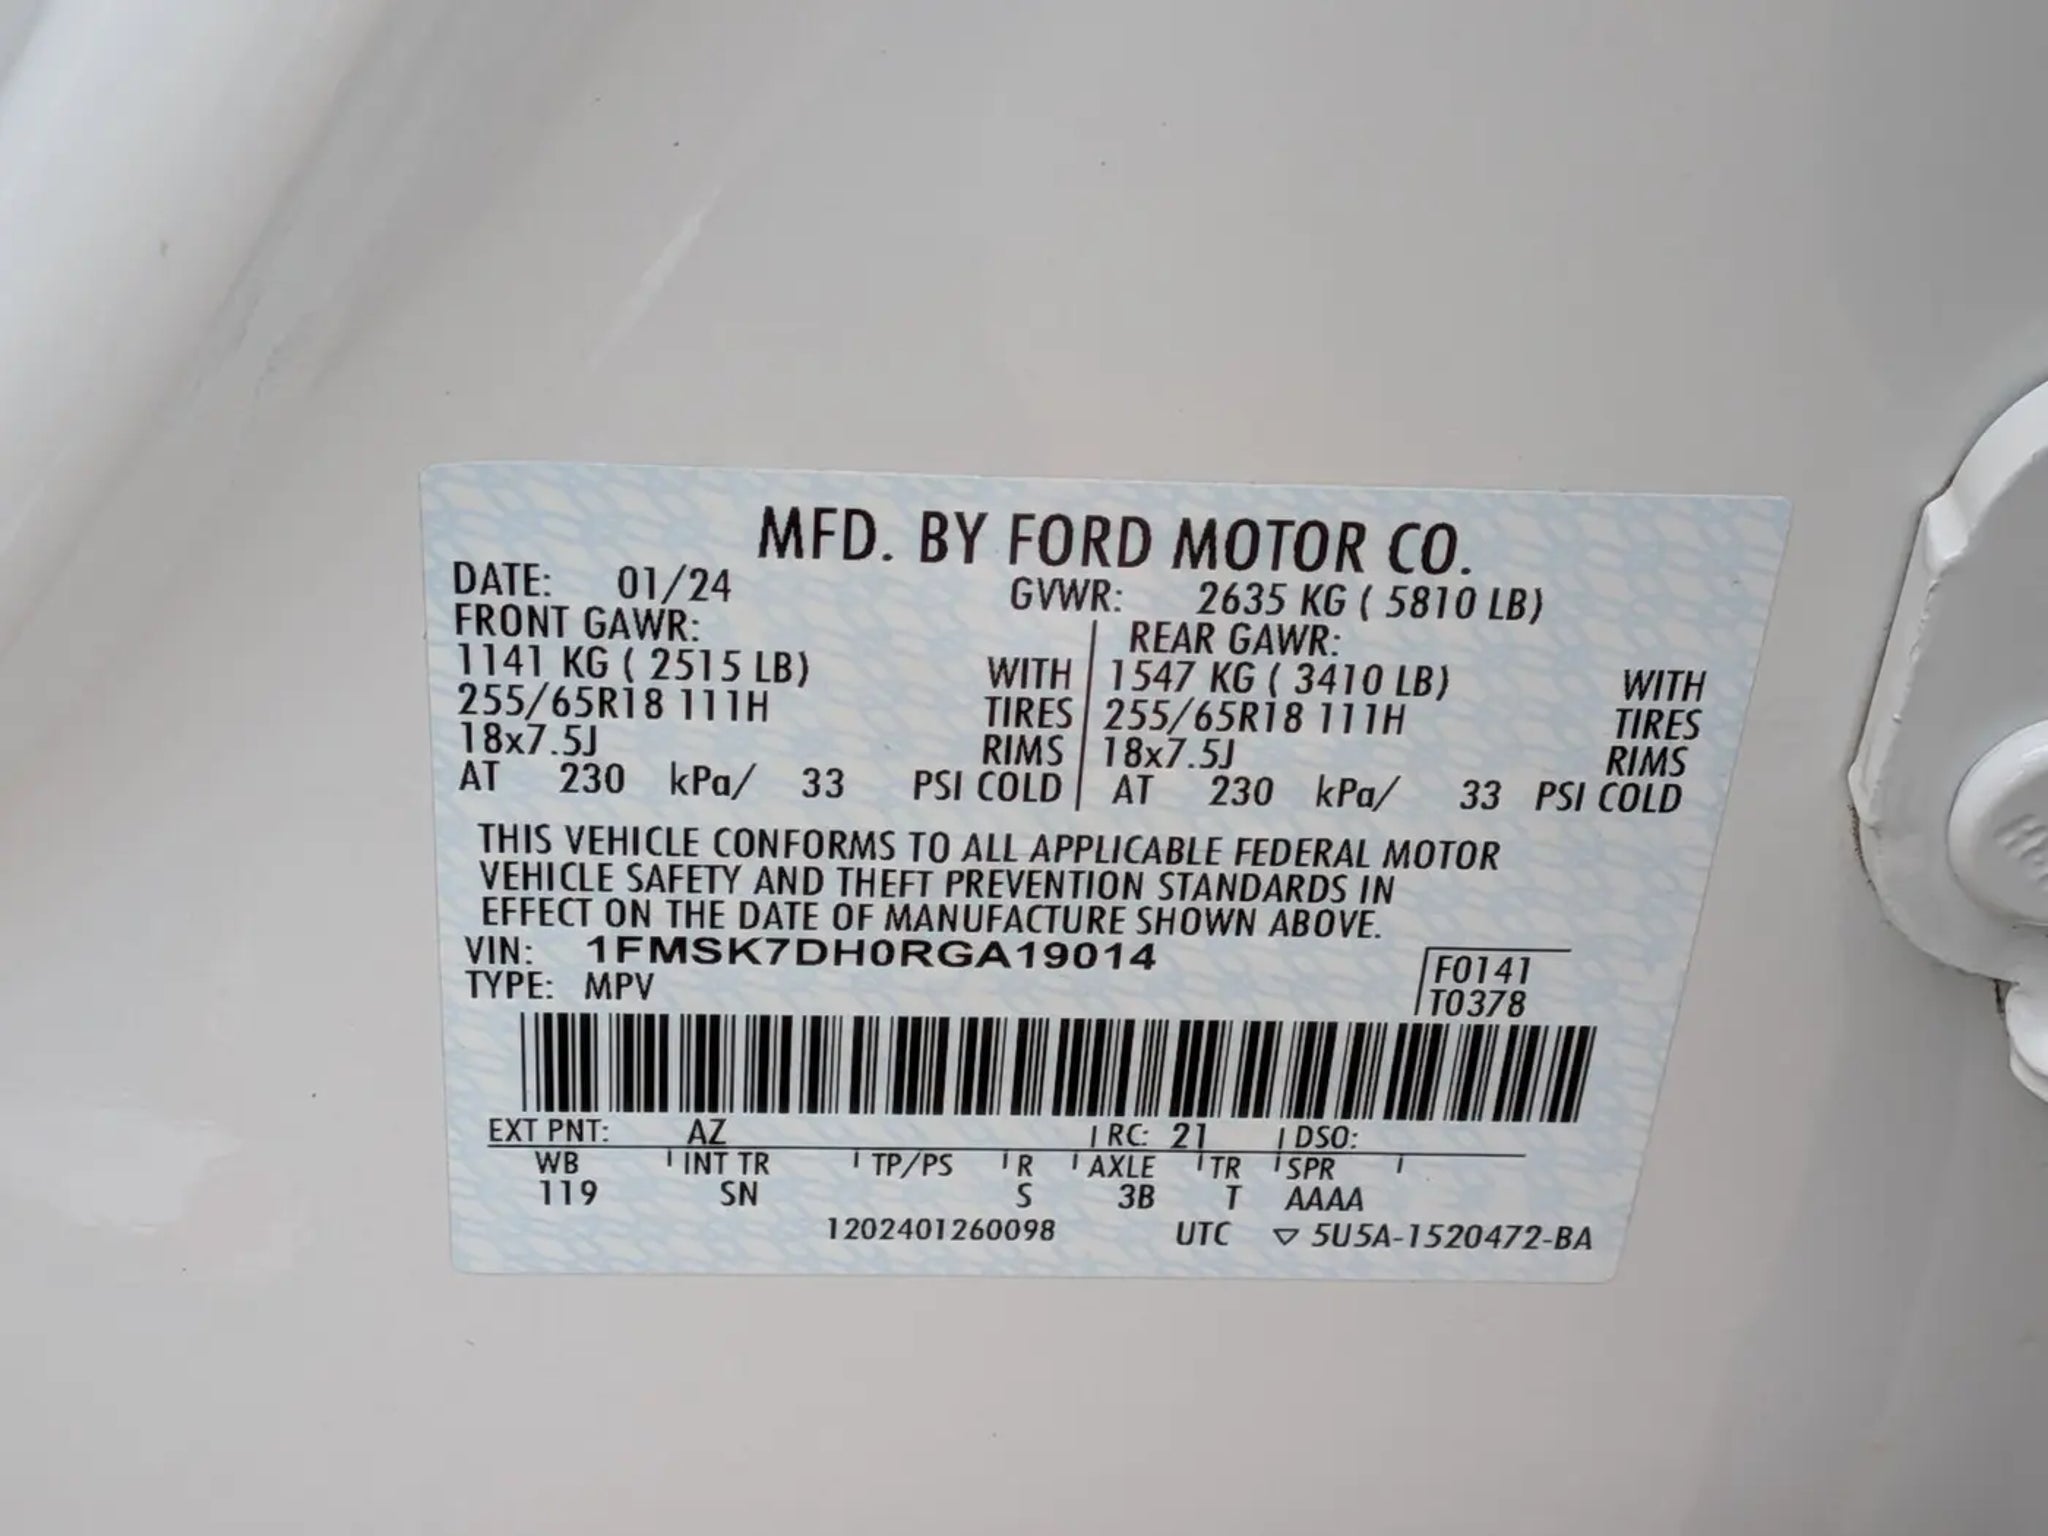 MFD. BY FORD MOTOR CO.
DATE: 01/24 GVWR: 2635 KG ( 5810 LB)
FRONT GAWR: REAR GAWR:
1141 KG ( 2515 LB) WITH 1547 KG ( 3410 LB) WITH
255/65R18 111H TIRES 255/65R18 111H TIRES
18x7.5J RIMS 18x7.5J RIMS
AT 230 kPa/ 33 PSI COLD AT 230 kPa/ 33 PSI COLD
THIS VEHICLE CONFORMS TO ALL APPLICABLE FEDERAL MOTOR
VEHICLE SAFETY AND THEFT PREVENTION STANDARDS IN
EFFECT ON THE DATE OF MANUFACTURE SHOWN ABOVE.
VIN: 1FMSK7DH0RGA19014
TYPE: MPV
F0141
T0378
EXT PNT: AZ RC: 21 DSO:
WB INT TR TP/PS R AXLE TR SPR
119 SN S 3B T AAAA
1202401260098 UTC ▽ 5U5A-1520472-BA